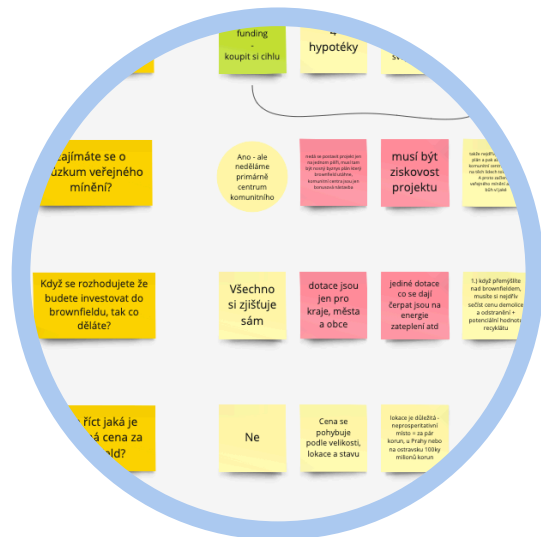 funding
-
koupit si cihlu
hypotéky
zajímáte se o
průzkum veřejného
mínění?
Ano - ale
neděláme
primárně
centrum
komunitního
musí být
ziskovost
projektu
Když se rozhodujete že
budete investovat do
brownfieldu, tak co
děláte?
Všechno
si zjišťuje
sám
dotace jsou
jen pro
kraje, města
a obce
jediné dotace
co se dají
čerpat jsou na
energie
zateplení atd
1.) když přemýšlíte
nad brownfieldem,
musíte si nejdřív
sečíst cenu demolice
a odstranění +
potenciální hodnotu
recyklátu
říct jaká je
cena za
Ne
Cena se
pohybuje
podle velikosti,
lokace a stavu
lokace je důležitá -
neprosperitativní
místo = za pár
korun, u Prahy nebo
na ostravsku 100ky
milionů korun